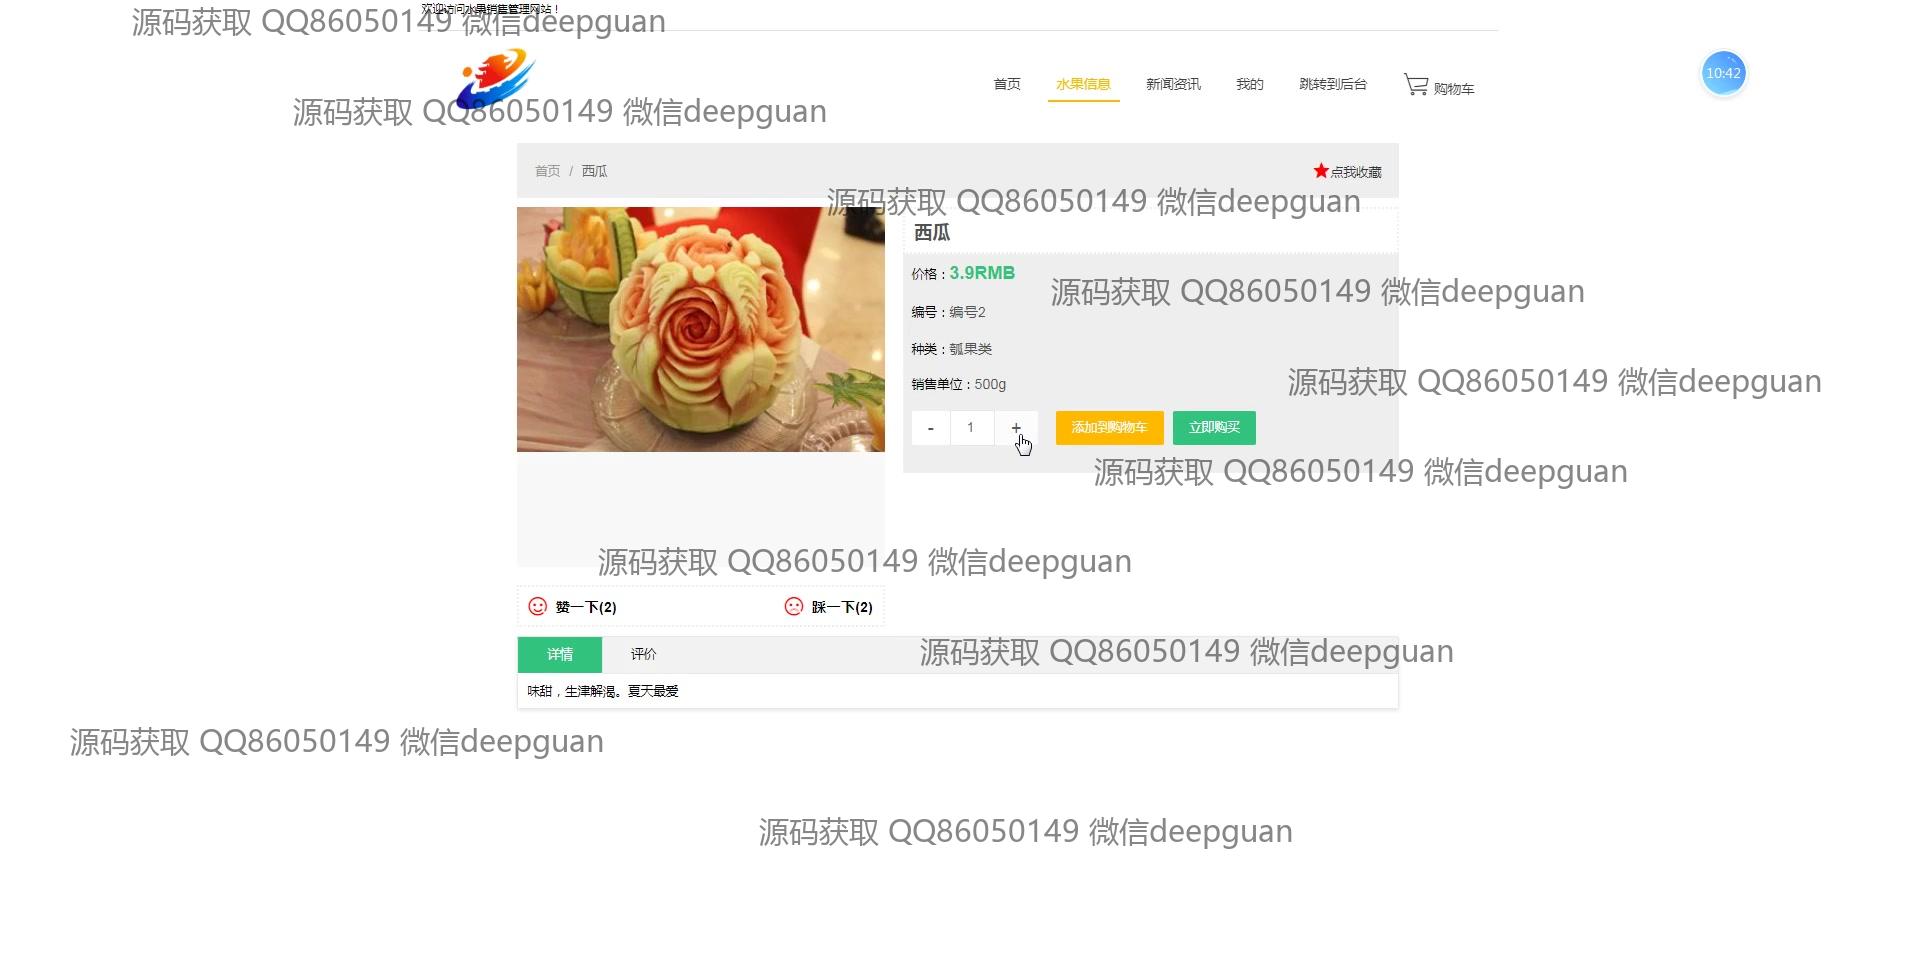 欢迎访问水果销售管理网站！
源码获取 QQ86050149 微信deepguan
首页 水果信息 新闻资讯 我的 跳转到后台 购物车
10:42
源码获取 QQ86050149 微信deepguan
首页 / 西瓜
点我收藏
源码获取 QQ86050149 微信deepguan
西瓜
价格：3.9RMB
源码获取 QQ86050149 微信deepguan
编号：编号2
种类：瓠果类
源码获取 QQ86050149 微信deepguan
销售单位：500g
- 1 + 添加到购物车 立即购买
源码获取 QQ86050149 微信deepguan
源码获取 QQ86050149 微信deepguan
赞一下(2) 踩一下(2)
详情 评价
源码获取 QQ86050149 微信deepguan
味甜，生津解渴。夏天最爱
源码获取 QQ86050149 微信deepguan
源码获取 QQ86050149 微信deepguan